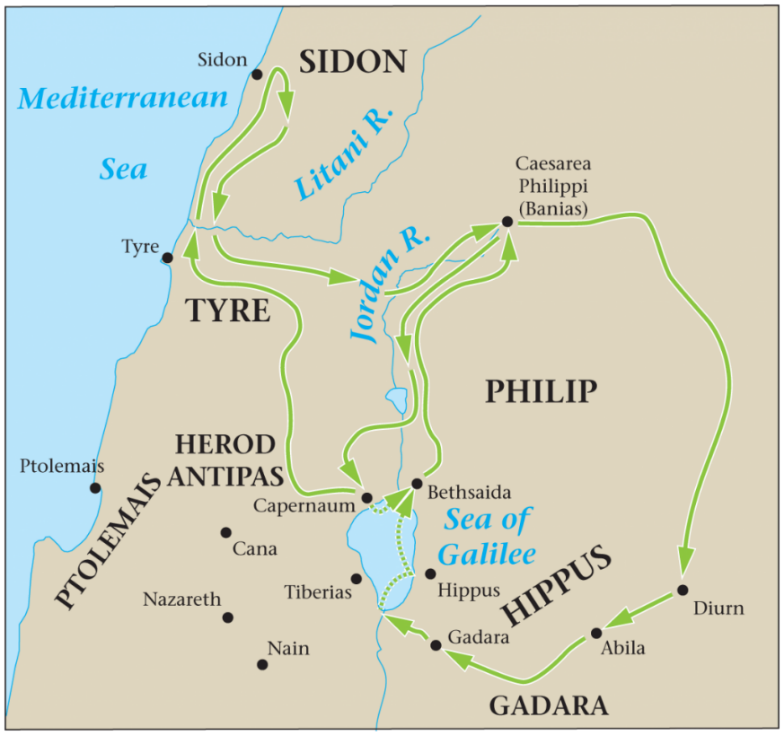 Sidon
SIDON
Mediterranean
Sea
Litani R.
Caesarea
Philippi
(Banias)
Jordan R.
Tyre
TYRE
PHILIP
HEROD
ANTIPAS
Ptolemais
PTOLEMAIS
Capernaum
Bethsaida
Sea of
Galilee
Cana
HIPPUS
Tiberias
Hippus
Nazareth
Diurn
Gadara
Abila
Nain
GADARA